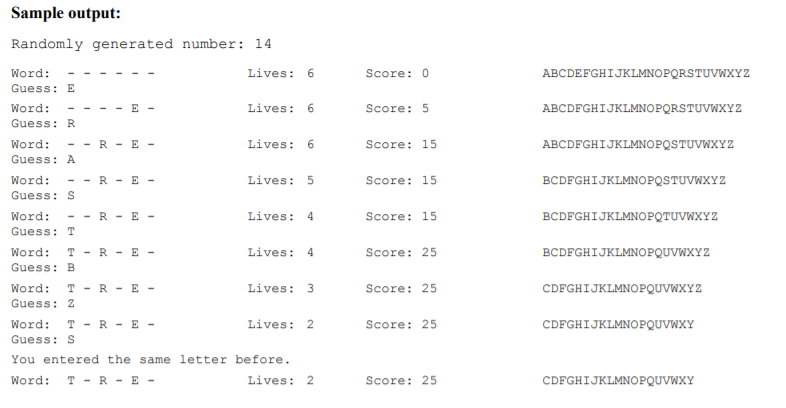 Sample output:
Randomly generated number: 14
Word: - - - - - - Lives: 6 Score: 0 ABCDEFGHIJKLMNOPQRSTUVWXYZ
Guess: E
Word: - - - - E - Lives: 6 Score: 5 ABCDFGHIJKLMNOPQRSTUVWXYZ
Guess: R
Word: - - R - E - Lives: 6 Score: 15 ABCDFGHIJKLMNOPQSTUVWXYZ
Guess: A
Word: - - R - E - Lives: 5 Score: 15 BCDFGHIJKLMNOPQSTUVWXYZ
Guess: S
Word: - - R - E - Lives: 4 Score: 15 BCDFGHIJKLMNOPQTUVWXYZ
Guess: T
Word: T - R - E - Lives: 4 Score: 25 BCDFGHIJKLMNOPQUVWXYZ
Guess: B
Word: T - R - E - Lives: 3 Score: 25 CDFGHIJKLMNOPQUVWXYZ
Guess: Z
Word: T - R - E - Lives: 2 Score: 25 CDFGHIJKLMNOPQUVWXY
Guess: S
You entered the same letter before.
Word: T - R - E - Lives: 2 Score: 25 CDFGHIJKLMNOPQUVWXY